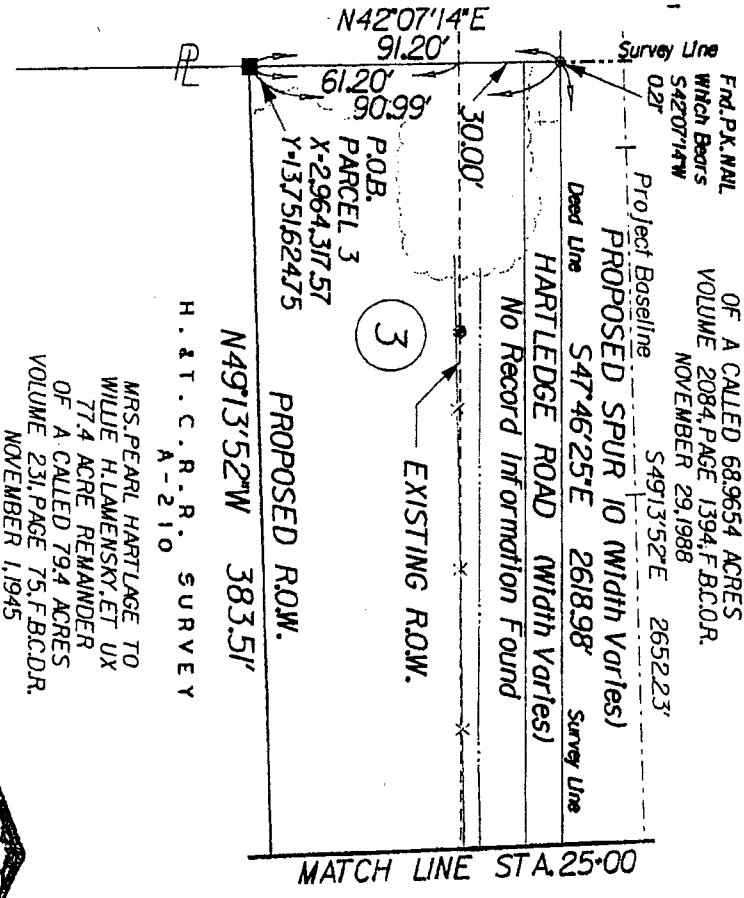 OF A CALLED 68.9654 ACRES
VOLUME 2084, PAGE 1394, F.B.C.O.R.
NOVEMBER 29, 1988
Fnd. P.K. NAIL
Which Bears
S42°07'14"W
0.21'
Survey Line
Project Baseline
S49°13'52"E 2652.23'
PROPOSED SPUR 10 (Width Varies)
Deed Line S47°46'25"E 2618.98' Survey Line
HARTLEDGE ROAD (Width Varies)
No Record Information Found
N42°07'14"E
91.20'
61.20'
90.99'
30.00'
EXISTING R.O.W.
3
P.O.B.
PARCEL 3
X=2,964,317.57
Y=13,751,624.75
PROPOSED R.O.W.
N49°13'52"W 383.51'
PL
H. & T. C. R. R. SURVEY
A-210
MRS. PEARL HARTLAGE TO
WILLIE H. LAMENSKY, ET UX
77.4 ACRE REMAINDER
OF A CALLED 79.4 ACRES
VOLUME 231, PAGE 75, F.B.C.D.R.
NOVEMBER 1, 1945
MATCH LINE STA. 25+00